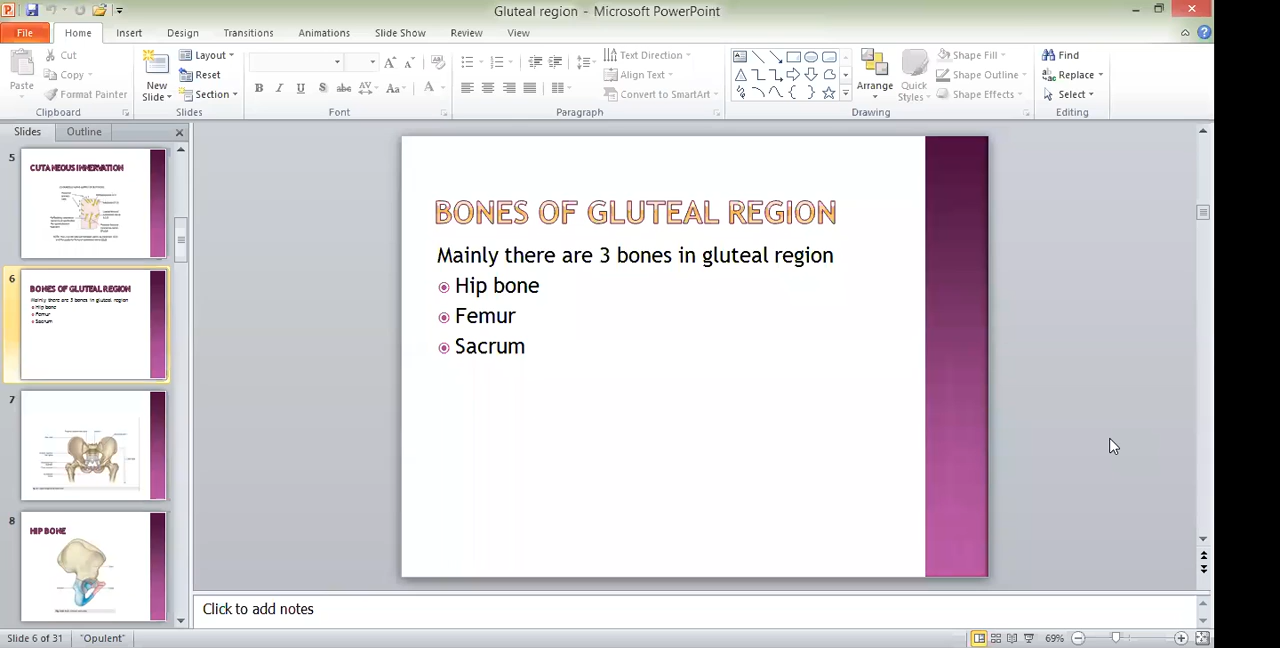 Gluteal region - Microsoft PowerPoint
File Home Insert Design Transitions Animations Slide Show Review View
Paste
Cut
Copy
Format Painter
Clipboard
New Slide
Layout
Reset
Section
Slides
Font
Text Direction
Align Text
Convert to SmartArt
Paragraph
Arrange
Quick Styles
Shape Fill
Shape Outline
Shape Effects
Drawing
Find
Replace
Select
Editing
Slides Outline
5
CUTANEOUS INNERVATION
6
BONES OF GLUTEAL REGION
Mainly there are 3 bones in gluteal region
Hip bone
Femur
Sacrum
7
8
HIP BONE
BONES OF GLUTEAL REGION
Mainly there are 3 bones in gluteal region
Hip bone
Femur
Sacrum
Click to add notes
Slide 6 of 31 "Opulent" 69%